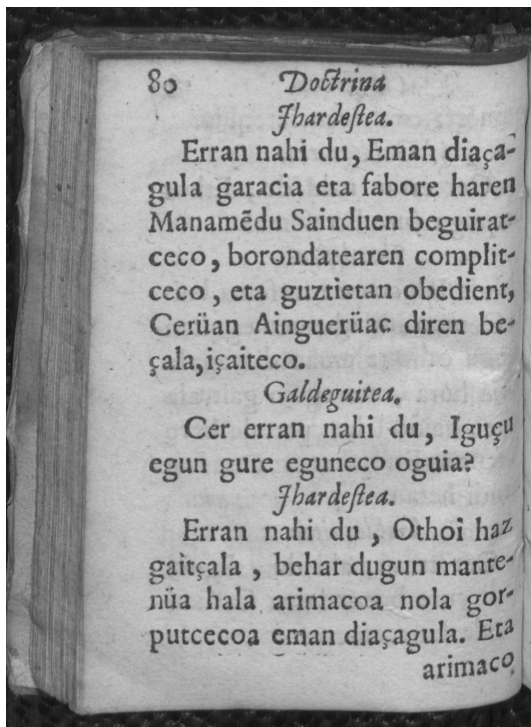 80 Doctrina
Jhardeſtea.
Erran nahi du, Eman diaça-
gula garacia eta fabore haren
Manamẽdu Sainduen beguirat-
ceco, borondatearen complit-
ceco, eta guztietan obedient,
Cerüan Ainguerüac diren be-
çala, içaiteco.
Galdeguitea.
Cer erran nahi du, Iguçu
egun gure eguneco oguia?
Jhardeſtea.
Erran nahi du, Othoi haz
gaitçala, behar dugun mante-
nüa hala arimacoa nola gor-
putcecoa eman diaçagula. Eta
arimaco